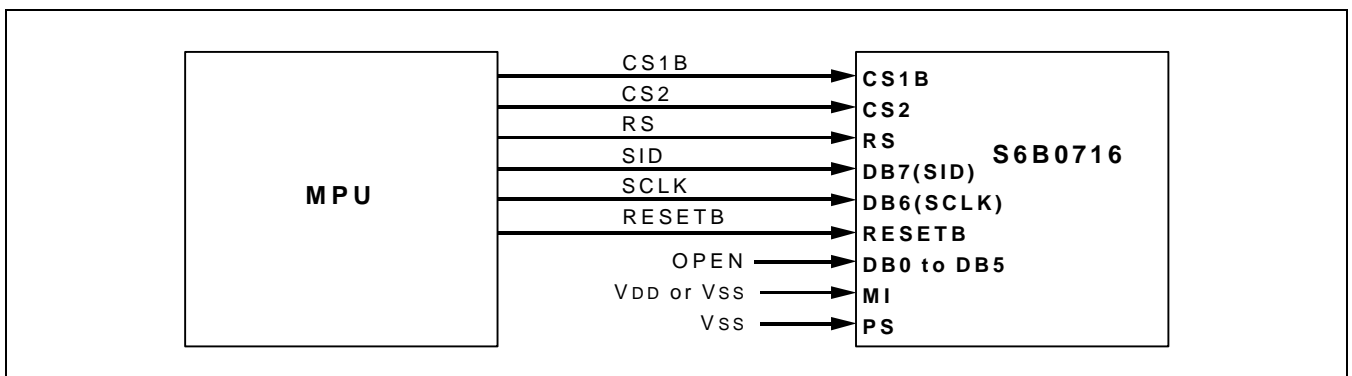 MPU
CS1B
CS2
RS
SID
SCLK
RESETB
OPEN
VDD or VSS
VSS
CS1B
CS2
RS
DB7(SID)
DB6(SCLK)
RESETB
DB0 to DB5
MI
PS
S6B0716